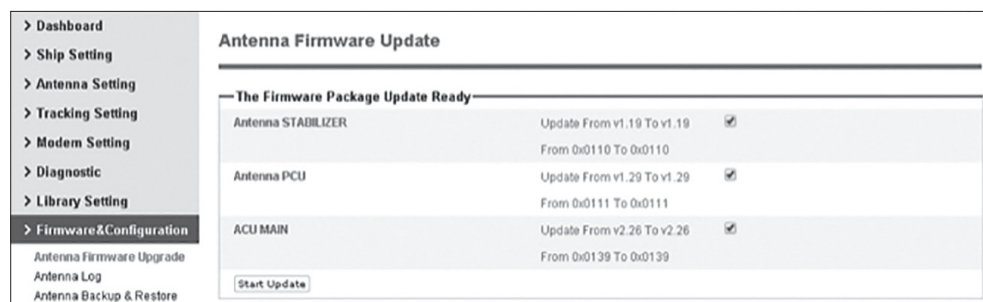 > Dashboard
> Ship Setting
> Antenna Setting
> Tracking Setting
> Modem Setting
> Diagnostic
> Library Setting
> Firmware&Configuration
Antenna Firmware Upgrade
Antenna Log
Antenna Backup & Restore
Antenna Firmware Update
The Firmware Package Update Ready
Antenna STABILIZER Update From v1.19 To v1.19
From 0x0110 To 0x0110
Antenna PCU Update From v1.29 To v1.29
From 0x0111 To 0x0111
ACU MAIN Update From v2.26 To v2.26
From 0x0139 To 0x0139
Start Update